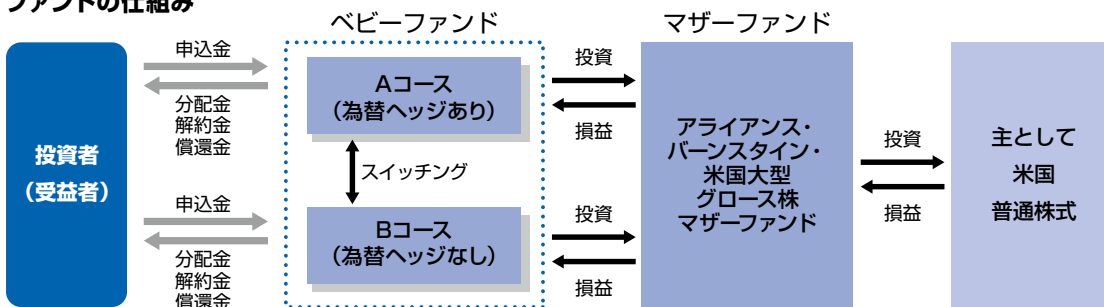 ファンドの仕組み
ベビーファンド
マザーファンド
投資者
（受益者）
申込金
分配金
解約金
償還金
申込金
分配金
解約金
償還金
Aコース
（為替ヘッジあり）
スイッチング
Bコース
（為替ヘッジなし）
投資
損益
投資
損益
アライアンス・
バーンスタイン・
米国大型
グロース株
マザーファンド
投資
損益
主として
米国
普通株式